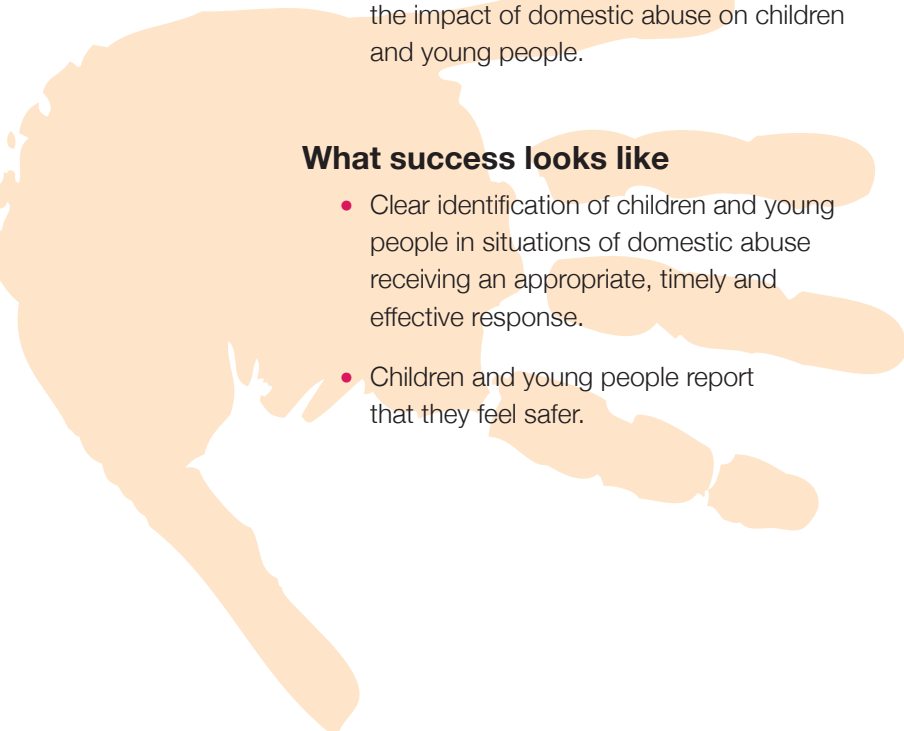 the impact of domestic abuse on children
and young people.
What success looks like
• Clear identification of children and young
people in situations of domestic abuse
receiving an appropriate, timely and
effective response.
• Children and young people report
that they feel safer.